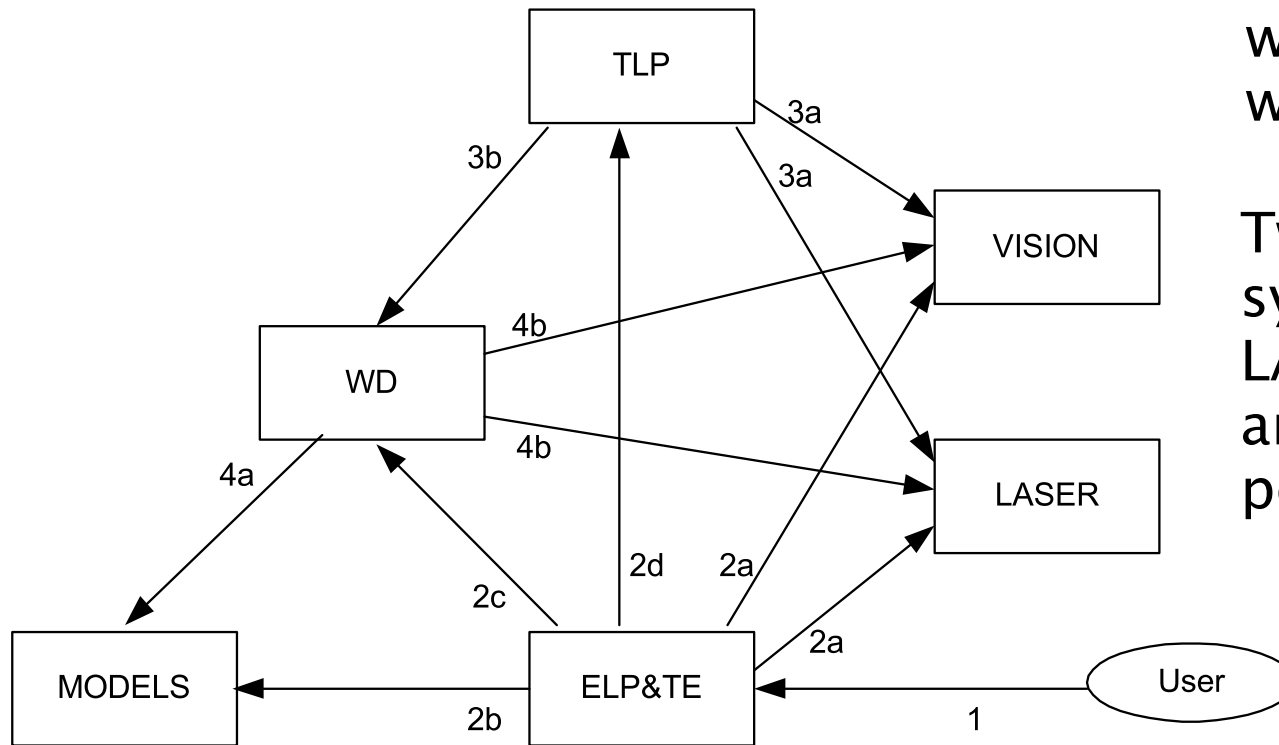 TLP
3a
3b
3a
VISION
4b
WD
4b
4a
LASER
2d
2a
2c
2a
MODELS
ELP&TE
User
2b
1